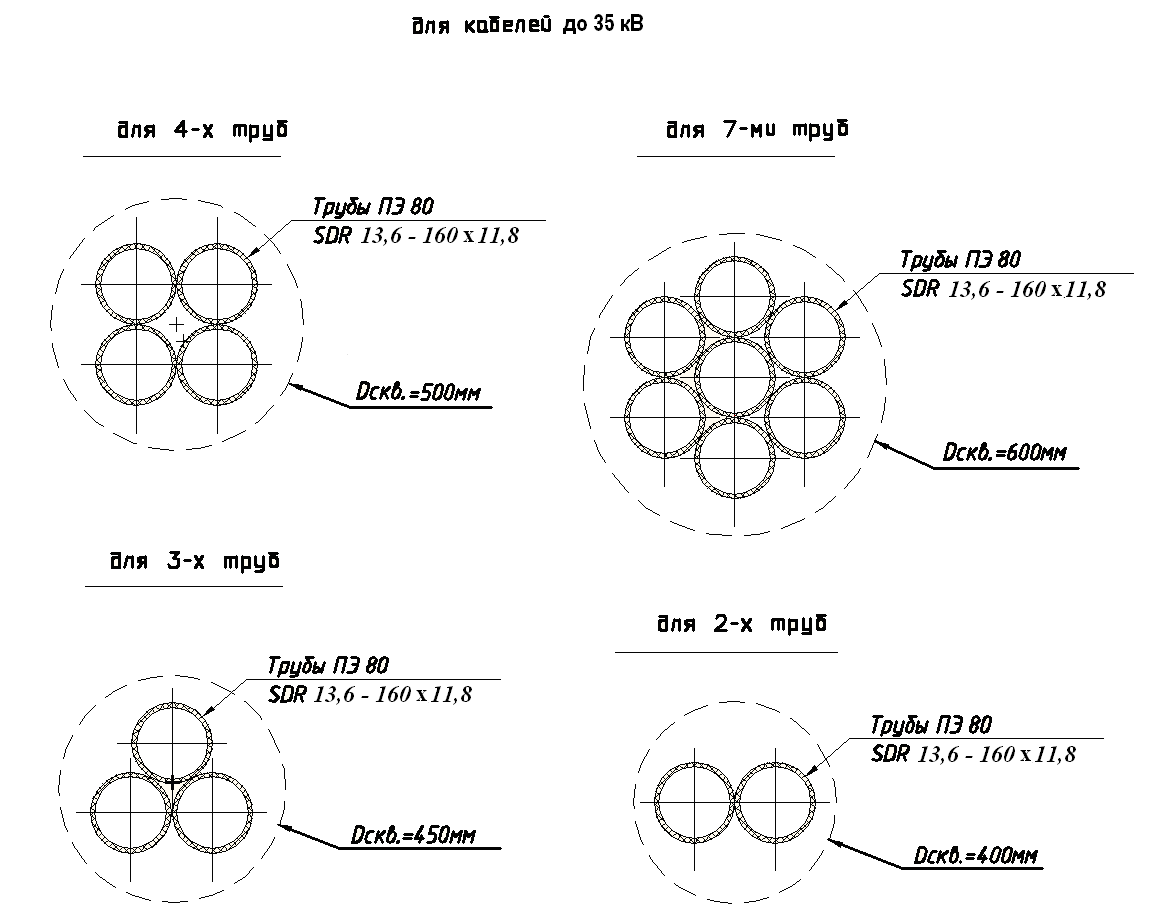 для кабелей до 35 кВ
для 4-х труб
Трубы ПЭ 80
SDR 13,6 - 160 x 11,8
Dскв.=500мм
для 7-ми труб
Трубы ПЭ 80
SDR 13,6 - 160 x 11,8
Dскв.=600мм
для 3-х труб
Трубы ПЭ 80
SDR 13,6 - 160 x 11,8
Dскв.=450мм
для 2-х труб
Трубы ПЭ 80
SDR 13,6 - 160 x 11,8
Dскв.=400мм